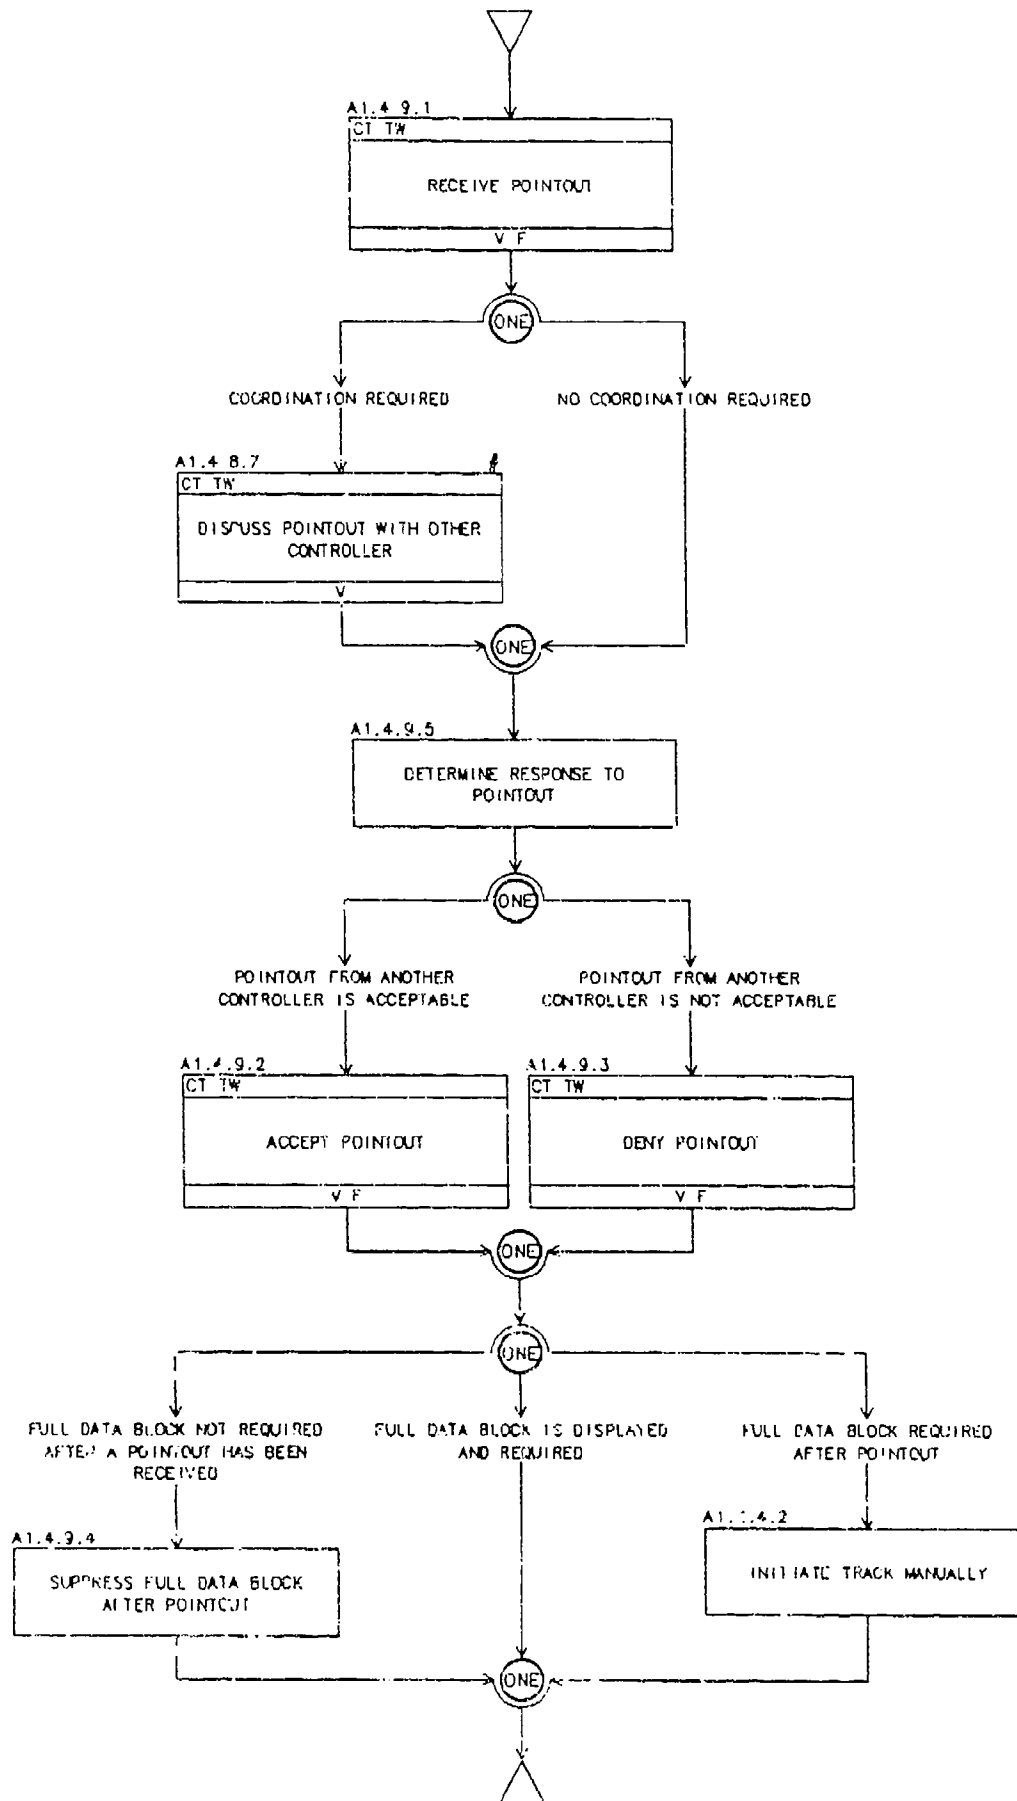 A1.4.9.1
CT TW
RECEIVE POINTOUT
V F
ONE
COORDINATION REQUIRED
NO COORDINATION REQUIRED
A1.4.8.7
CT TW
DISCUSS POINTOUT WITH OTHER
CONTROLLER
V
ONE
A1.4.9.5
DETERMINE RESPONSE TO
POINTOUT
ONE
POINTOUT FROM ANOTHER
CONTROLLER IS ACCEPTABLE
POINTOUT FROM ANOTHER
CONTROLLER IS NOT ACCEPTABLE
A1.4.9.2
CT TW
ACCEPT POINTOUT
V F
A1.4.9.3
CT TW
DENY POINTOUT
V F
ONE
ONE
FULL DATA BLOCK NOT REQUIRED
AFTER A POINTOUT HAS BEEN
RECEIVED
FULL DATA BLOCK IS DISPLAYED
AND REQUIRED
FULL DATA BLOCK REQUIRED
AFTER POINTOUT
A1.4.9.4
SUPPRESS FULL DATA BLOCK
AFTER POINTOUT
INITIATE TRACK MANUALLY
ONE